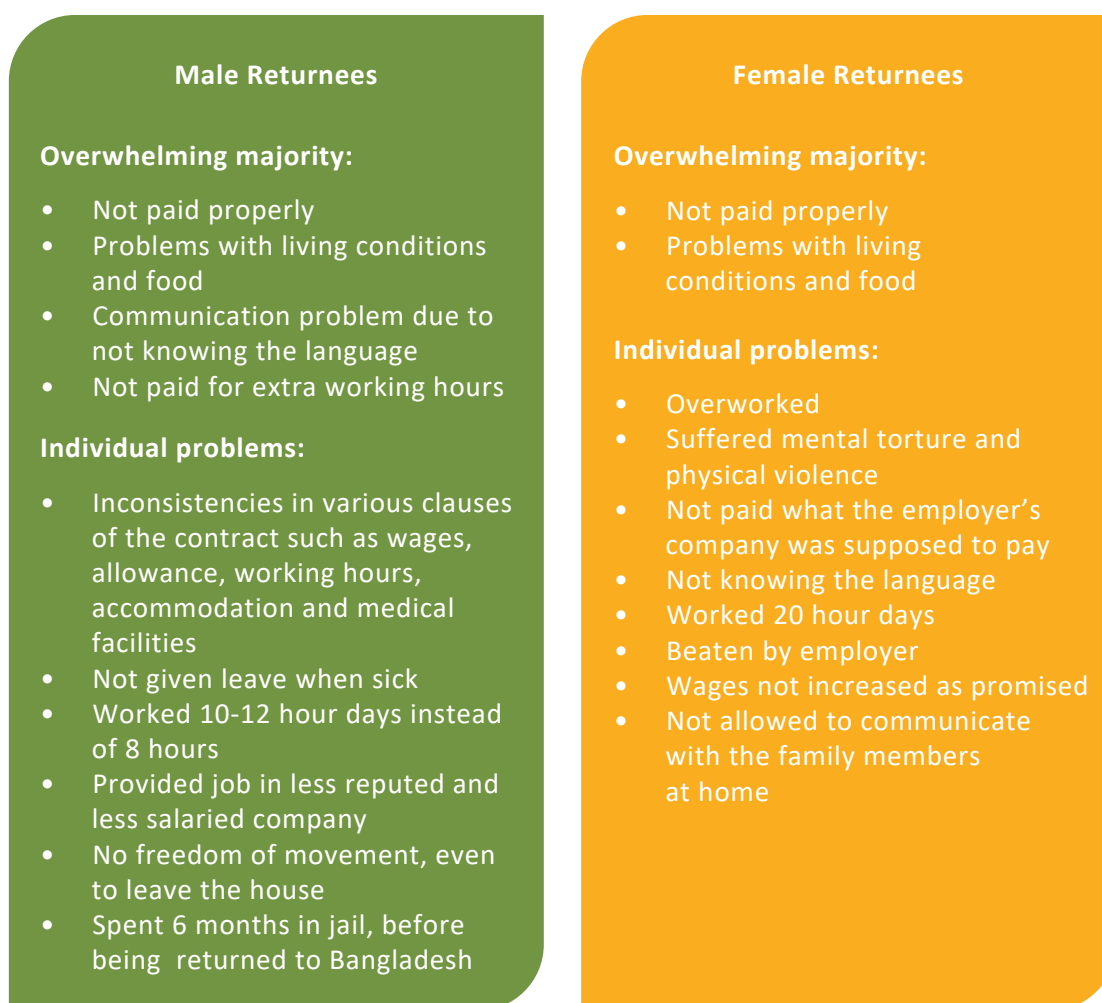 Male Returnees
Overwhelming majority:
• Not paid properly
• Problems with living conditions
and food
• Communication problem due to
not knowing the language
• Not paid for extra working hours
Individual problems:
• Inconsistencies in various clauses
of the contract such as wages,
allowance, working hours,
accommodation and medical
facilities
• Not given leave when sick
• Worked 10-12 hour days instead
of 8 hours
• Provided job in less reputed and
less salaried company
• No freedom of movement, even
to leave the house
• Spent 6 months in jail, before
being  returned to Bangladesh
Female Returnees
Overwhelming majority:
• Not paid properly
• Problems with living
conditions and food
Individual problems:
• Overworked
• Suffered mental torture and
physical violence
• Not paid what the employer’s
company was supposed to pay
• Not knowing the language
• Worked 20 hour days
• Beaten by employer
• Wages not increased as promised
• Not allowed to communicate
with the family members
at home